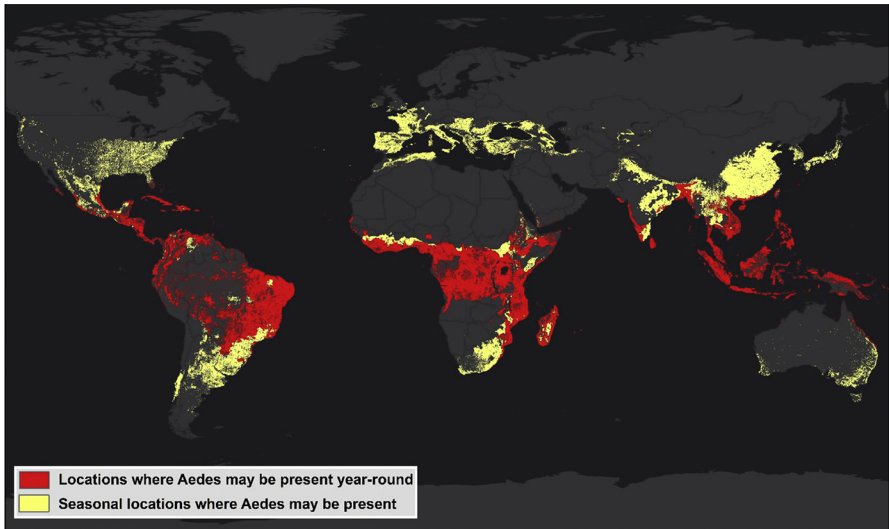 Locations where Aedes may be present year-round
Seasonal locations where Aedes may be present